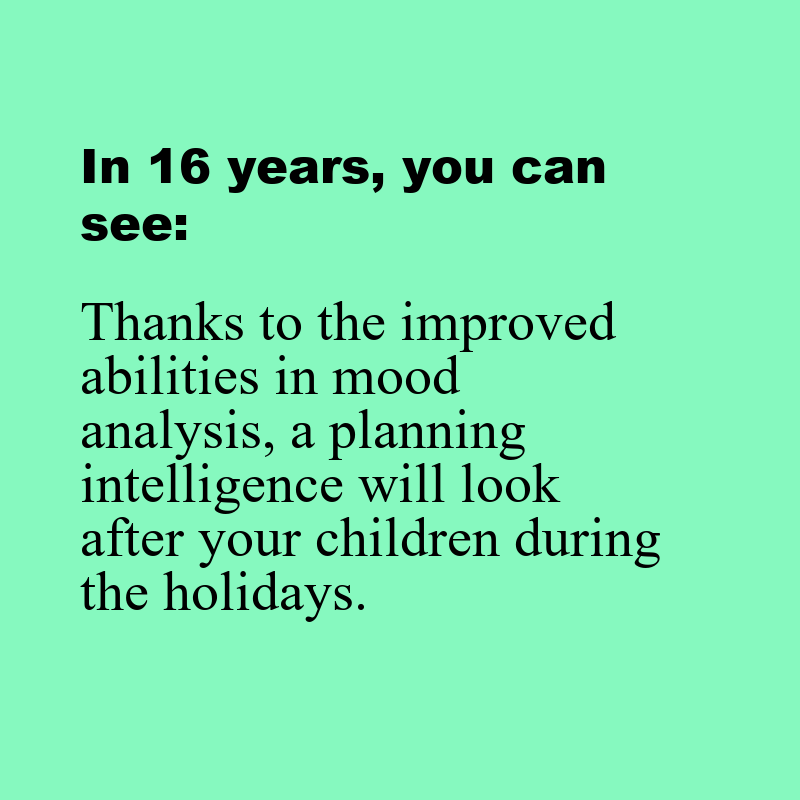 In 16 years, you can
see:
Thanks to the improved
abilities in mood
analysis, a planning
intelligence will look
after your children during
the holidays.